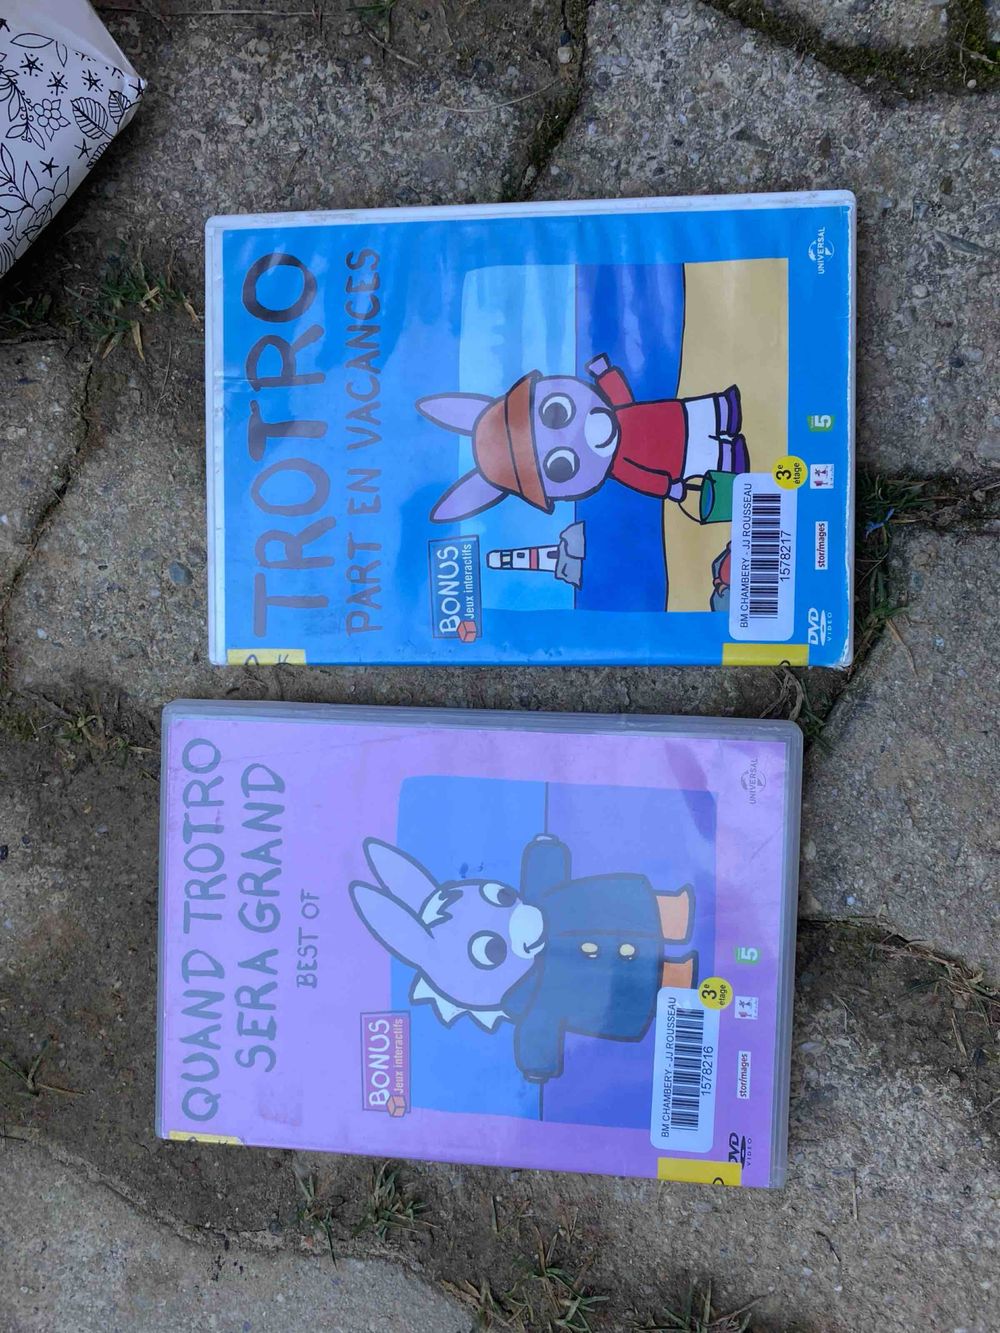 TROTRO
PART EN VACANCES
BONUS
Jeux interactifs
BM CHAMBERY - JJ ROUSSEAU
1578217
3e
étage
DVD
VIDEO
storimages
5
UNIVERSAL
QUAND TROTRO
SERA GRAND
BEST OF
BONUS
Jeux interactifs
BM CHAMBERY - JJ ROUSSEAU
1578216
3e
étage
DVD
VIDEO
storimages
5
UNIVERSAL